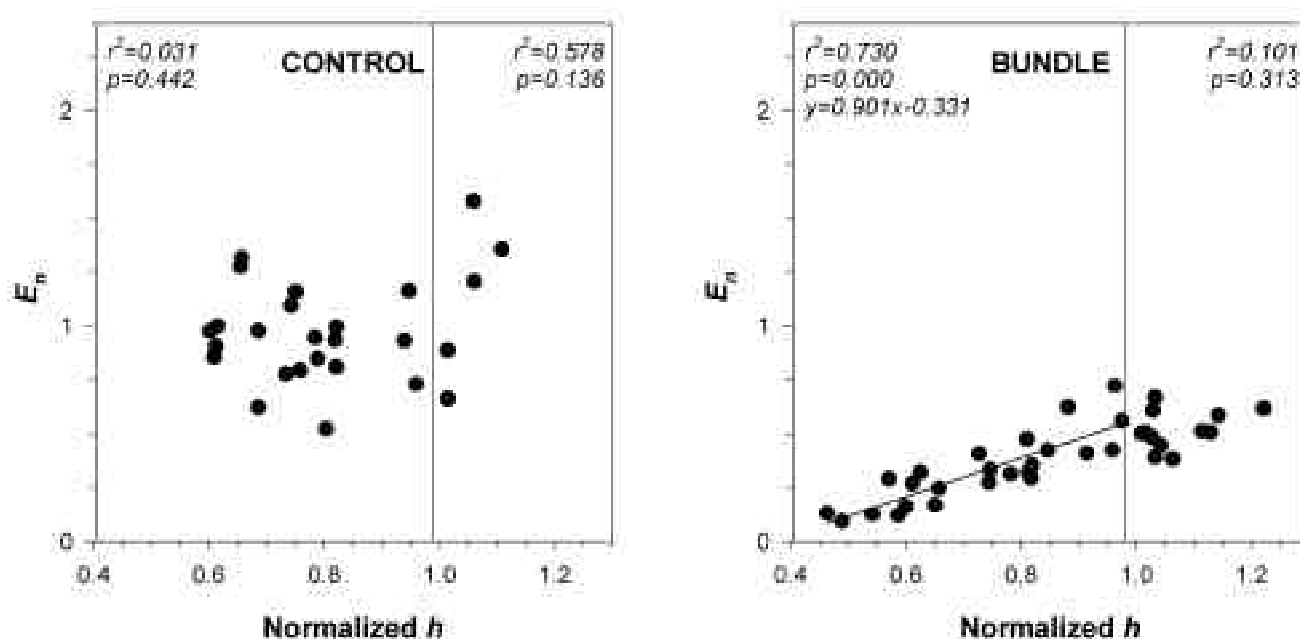 r²=0.031
p=0.442
CONTROL
r²=0.578
p=0.136
2
1
0
Eₙ
0.4 0.6 0.8 1.0 1.2
Normalized h
r²=0.730
p=0.000
y=0.901x-0.331
BUNDLE
r²=0.101
p=0.313
2
1
0
Eₙ
0.4 0.6 0.8 1.0 1.2
Normalized h